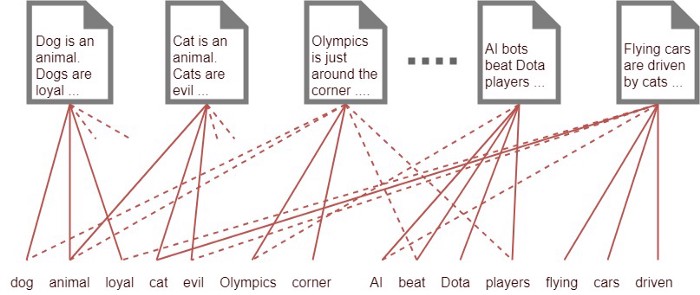 Dog is an
animal.
Dogs are
loyal ...
Cat is an
animal.
Cats are
evil ...
Olympics
is just
around the
corner ....
AI bots
beat Dota
players ...
Flying cars
are driven
by cats ...
dog animal loyal cat evil Olympics corner AI beat Dota players flying cars driven